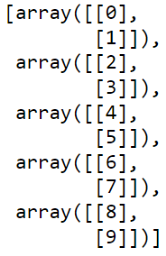 [array([[0],
        [1]]),
 array([[2],
        [3]]),
 array([[4],
        [5]]),
 array([[6],
        [7]]),
 array([[8],
        [9]])]